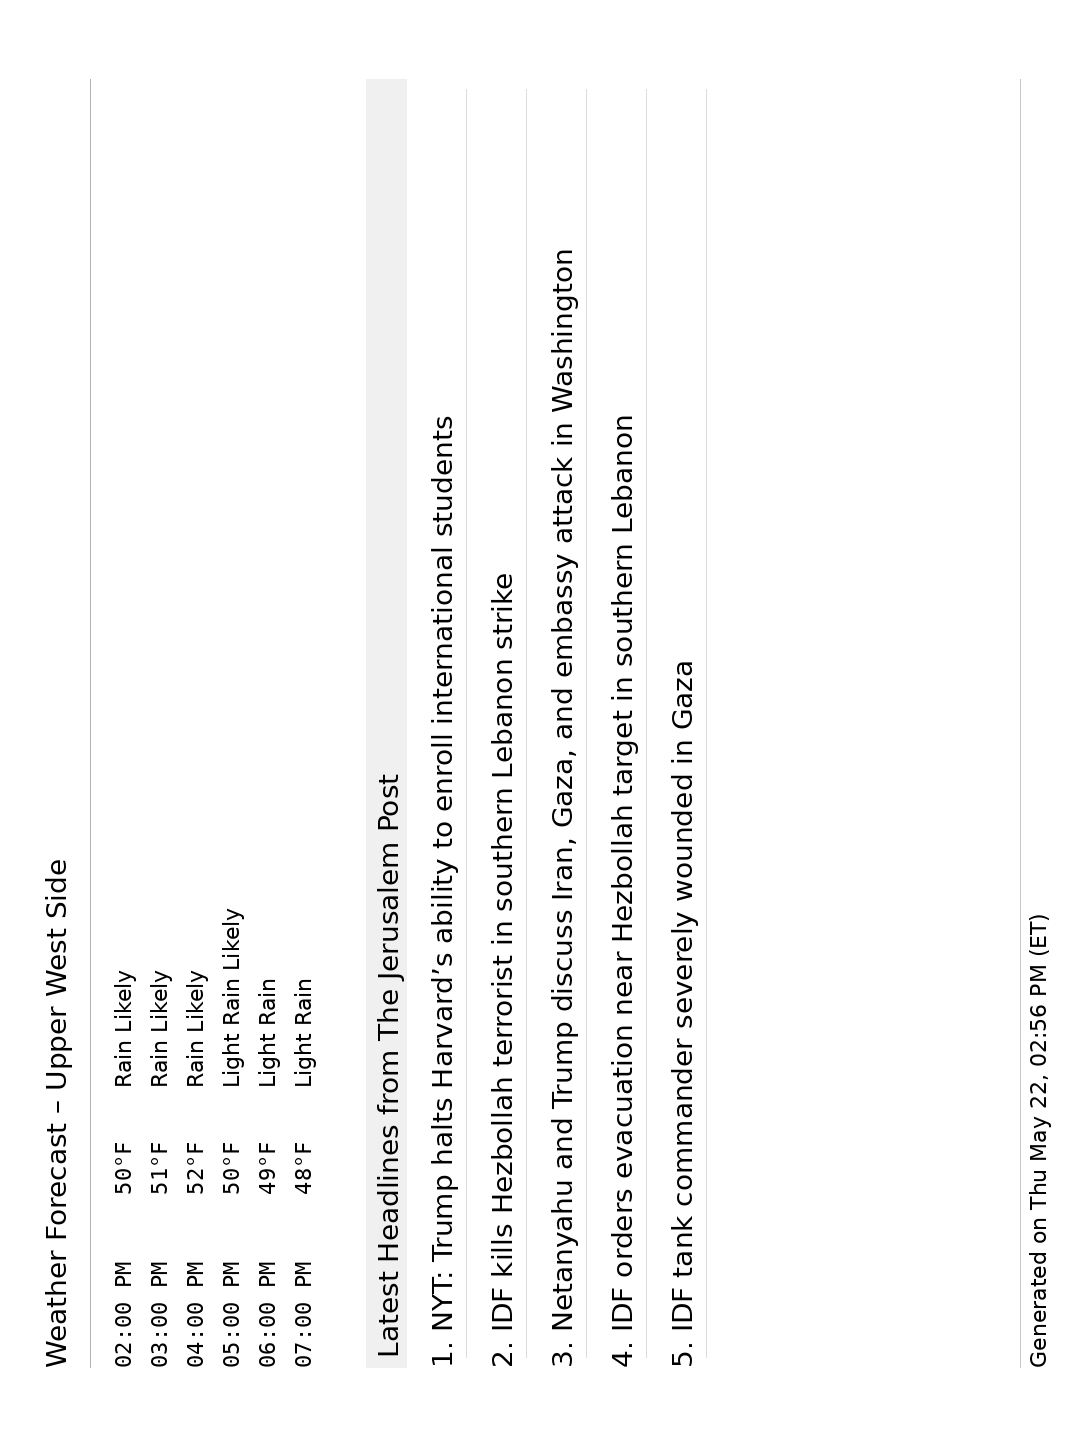 Weather Forecast – Upper West Side
02:00 PM 50°F Rain Likely
03:00 PM 51°F Rain Likely
04:00 PM 52°F Rain Likely
05:00 PM 50°F Light Rain Likely
06:00 PM 49°F Light Rain
07:00 PM 48°F Light Rain
Latest Headlines from The Jerusalem Post
1. NYT: Trump halts Harvard’s ability to enroll international students
2. IDF kills Hezbollah terrorist in southern Lebanon strike
3. Netanyahu and Trump discuss Iran, Gaza, and embassy attack in Washington
4. IDF orders evacuation near Hezbollah target in southern Lebanon
5. IDF tank commander severely wounded in Gaza
Generated on Thu May 22, 02:56 PM (ET)